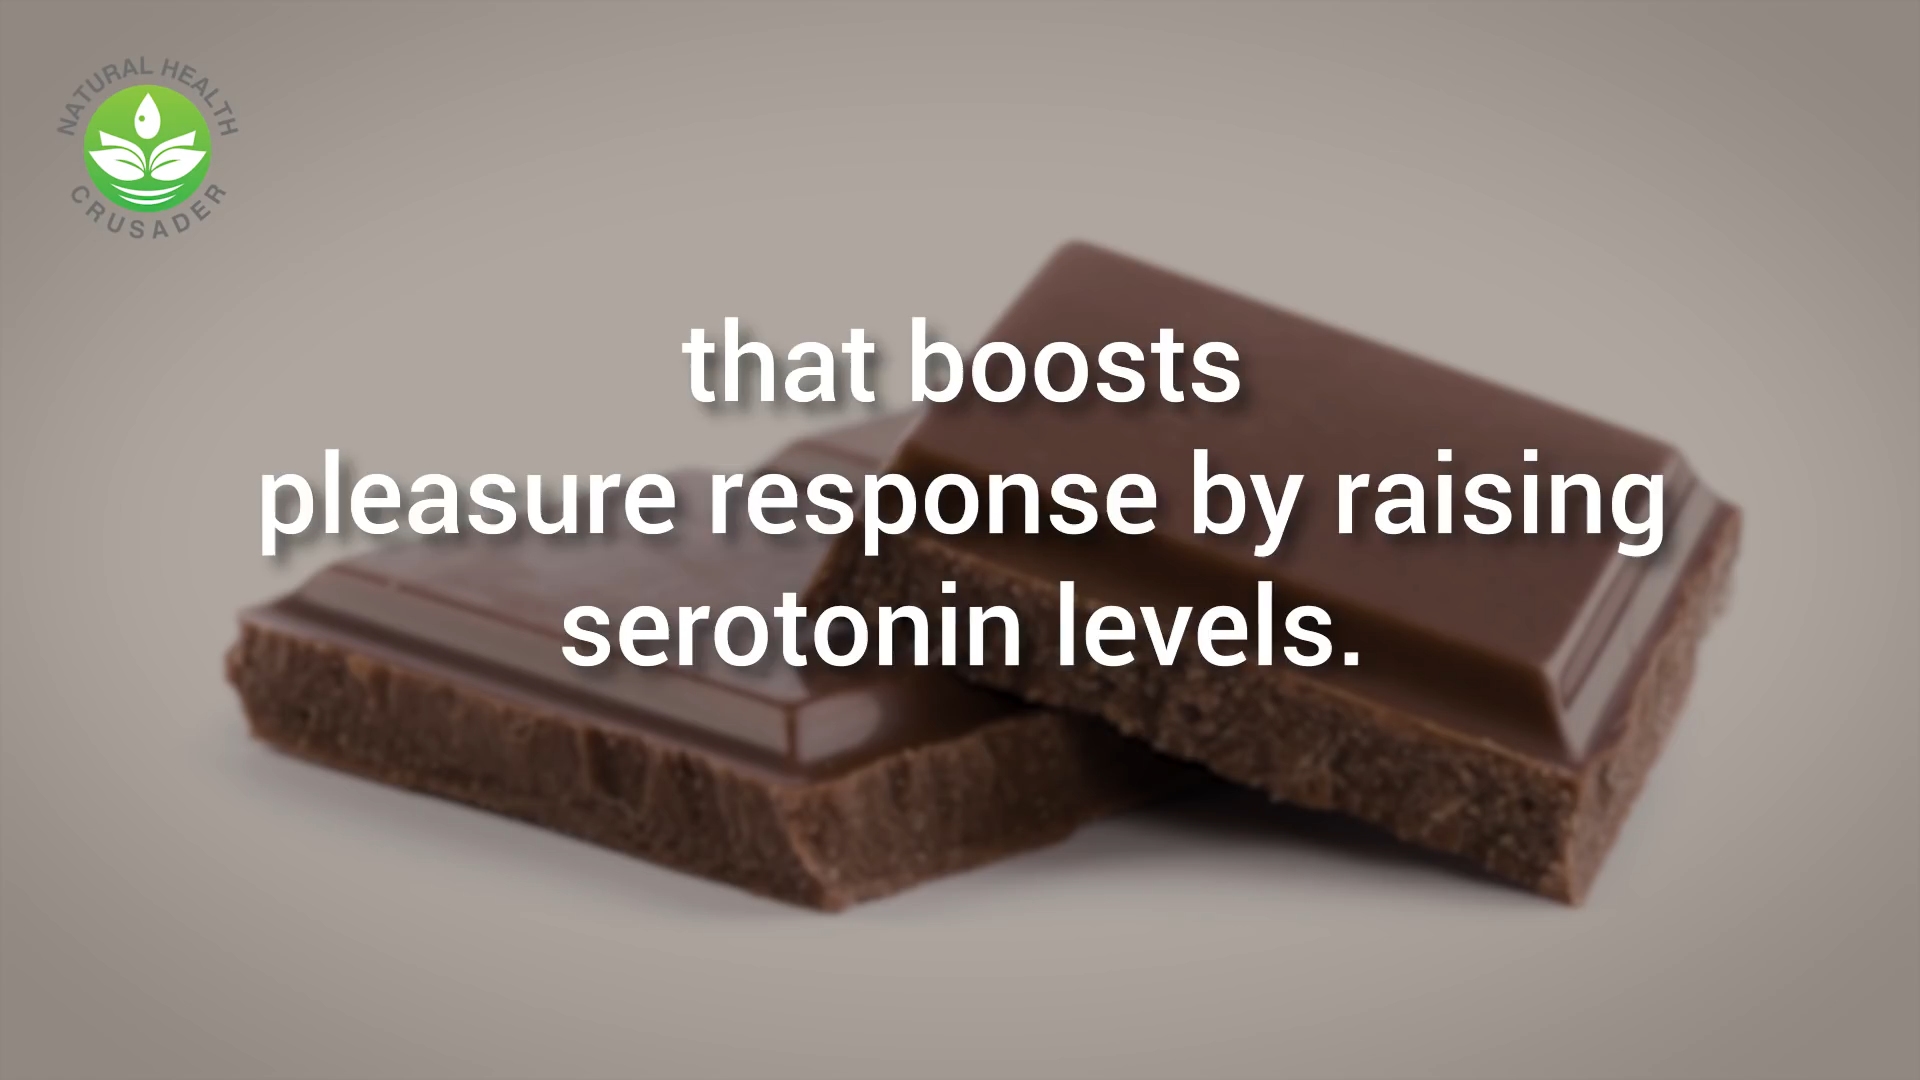 NATURAL HEALTH
CRUSADER
that boosts
pleasure response by raising
serotonin levels.